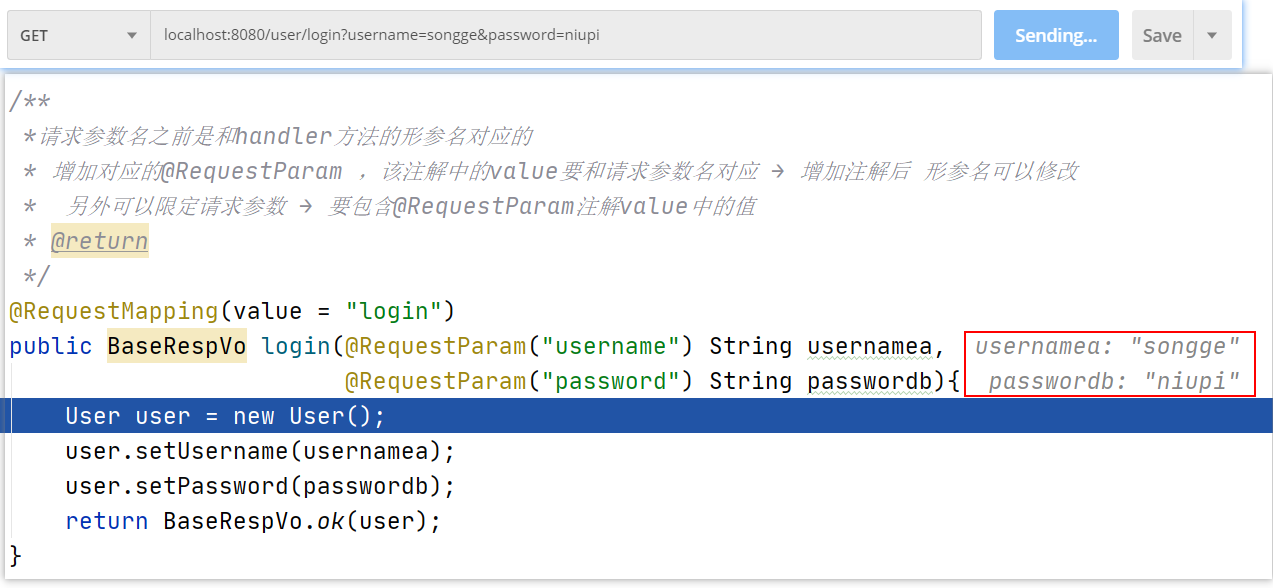 GET localhost:8080/user/login?username=songge&password=niupi Sending... Save
/**
*请求参数名之前是和handler方法的形参名对应的
* 增加对应的@RequestParam ，该注解中的value要和请求参数名对应 → 增加注解后 形参名可以修改
* 另外可以限定请求参数 → 要包含@RequestParam注解value中的值
* @return
*/
@RequestMapping(value = "login")
public BaseRespVo login(@RequestParam("username") String usernamea, usernamea: "songge"
@RequestParam("password") String passwordb){ passwordb: "niupi"
User user = new User();
user.setUsername(usernamea);
user.setPassword(passwordb);
return BaseRespVo.ok(user);
}